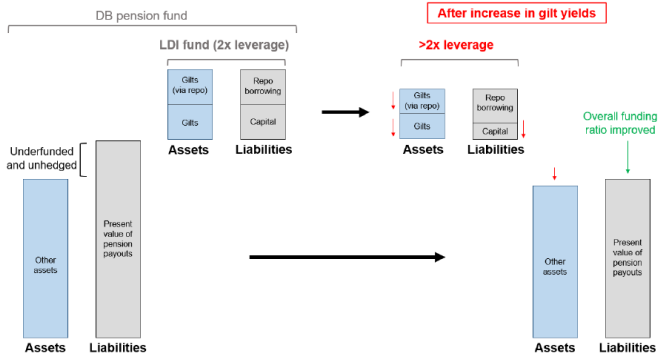 DB pension fund
After increase in gilt yields
LDI fund (2x leverage)
>2x leverage
Gilts
(via repo)
Gilts
Repo
borrowing
Capital
Assets
Liabilities
Gilts
(via repo)
Gilts
Repo
borrowing
Capital
Assets
Liabilities
Overall funding
ratio improved
Underfunded
and unhedged
Other
assets
Present
value of
pension
payouts
Assets
Liabilities
Other
assets
Present
value of
pension
payouts
Assets
Liabilities